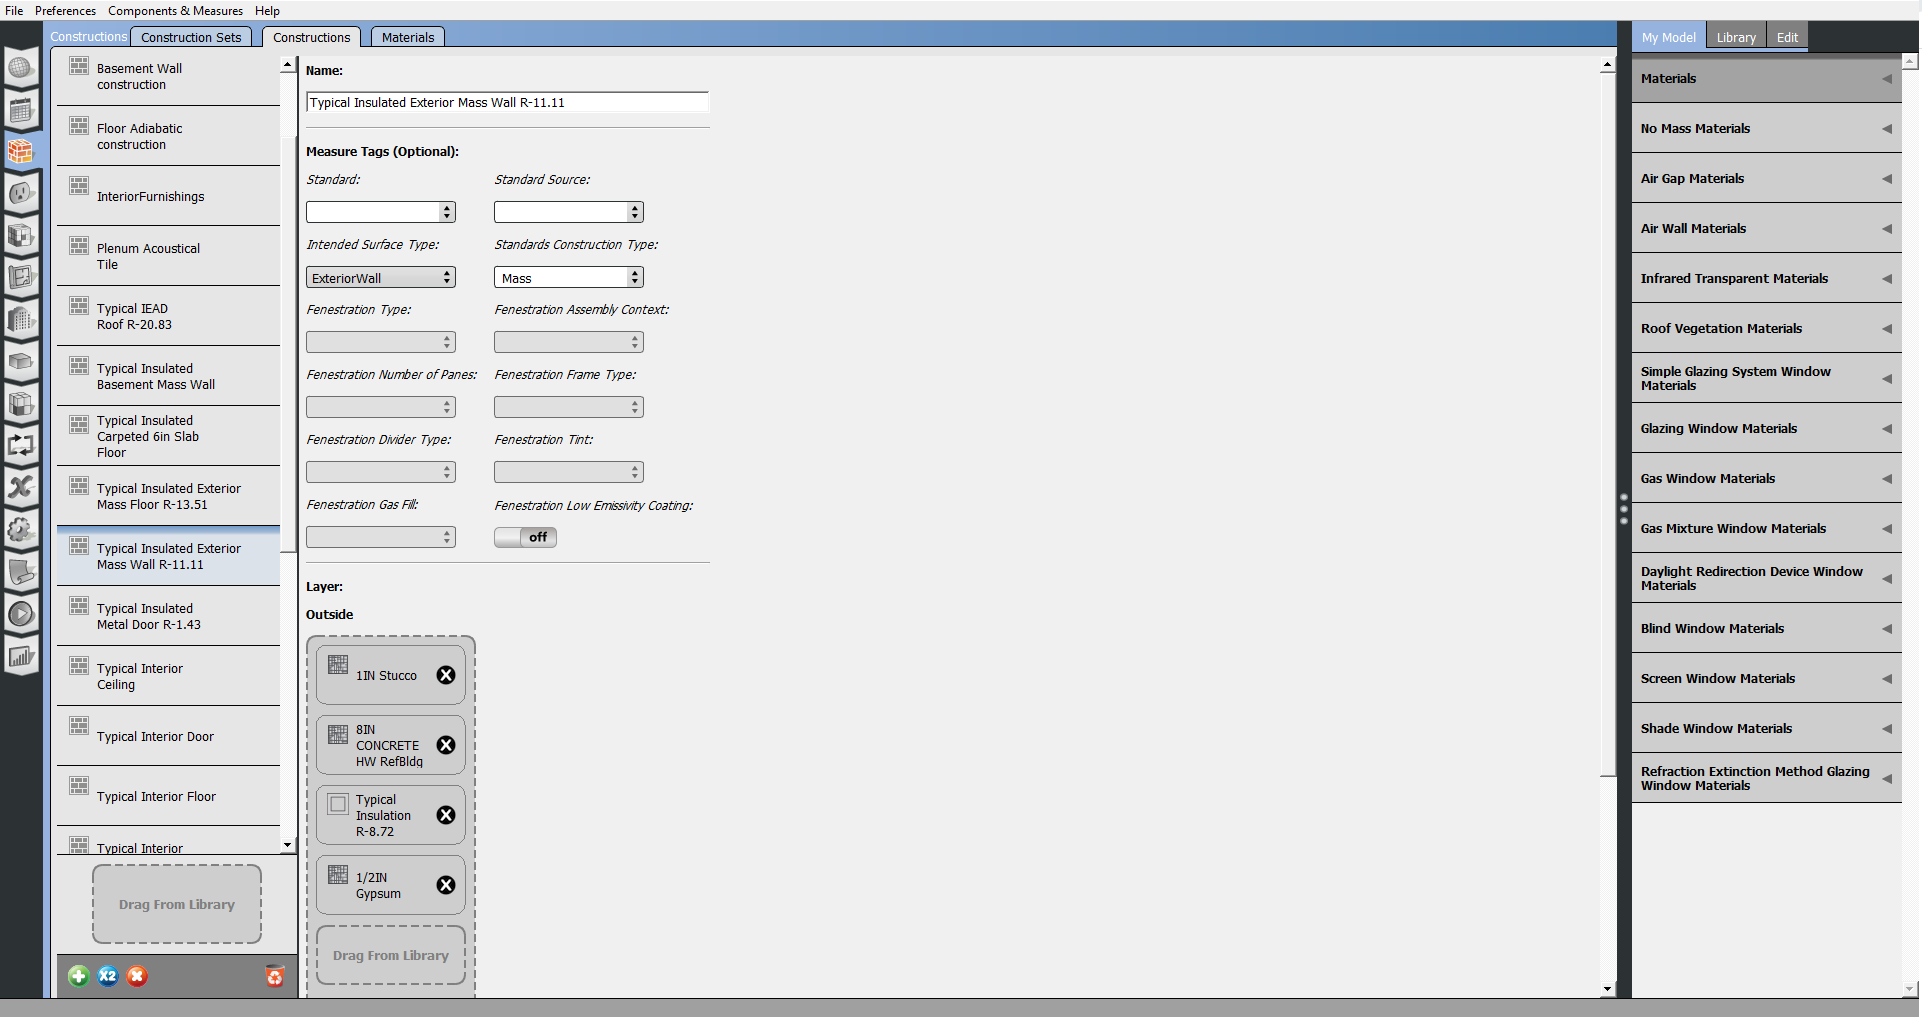 File Preferences Components & Measures Help
Constructions Construction Sets Constructions Materials
My Model Library Edit
Basement Wall
construction
Floor Adiabatic
construction
InteriorFurnishings
Plenum Acoustical
Tile
Typical IEAD
Roof R-20.83
Typical Insulated
Basement Mass Wall
Typical Insulated
Carpeted 6in Slab
Floor
Typical Insulated Exterior
Mass Floor R-13.51
Typical Insulated Exterior
Mass Wall R-11.11
Typical Insulated
Metal Door R-1.43
Typical Interior
Ceiling
Typical Interior Door
Typical Interior Floor
Typical Interior
Drag From Library
X2
Name:
Typical Insulated Exterior Mass Wall R-11.11
Measure Tags (Optional):
Standard: Standard Source:
Intended Surface Type: Standards Construction Type:
ExteriorWall Mass
Fenestration Type: Fenestration Assembly Context:
Fenestration Number of Panes: Fenestration Frame Type:
Fenestration Divider Type: Fenestration Tint:
Fenestration Gas Fill: Fenestration Low Emissivity Coating:
off
Layer:
Outside
1IN Stucco
8IN
CONCRETE
HW RefBldg
Typical
Insulation
R-8.72
1/2IN
Gypsum
Drag From Library
Materials
No Mass Materials
Air Gap Materials
Air Wall Materials
Infrared Transparent Materials
Roof Vegetation Materials
Simple Glazing System Window
Materials
Glazing Window Materials
Gas Window Materials
Gas Mixture Window Materials
Daylight Redirection Device Window
Materials
Blind Window Materials
Screen Window Materials
Shade Window Materials
Refraction Extinction Method Glazing
Window Materials